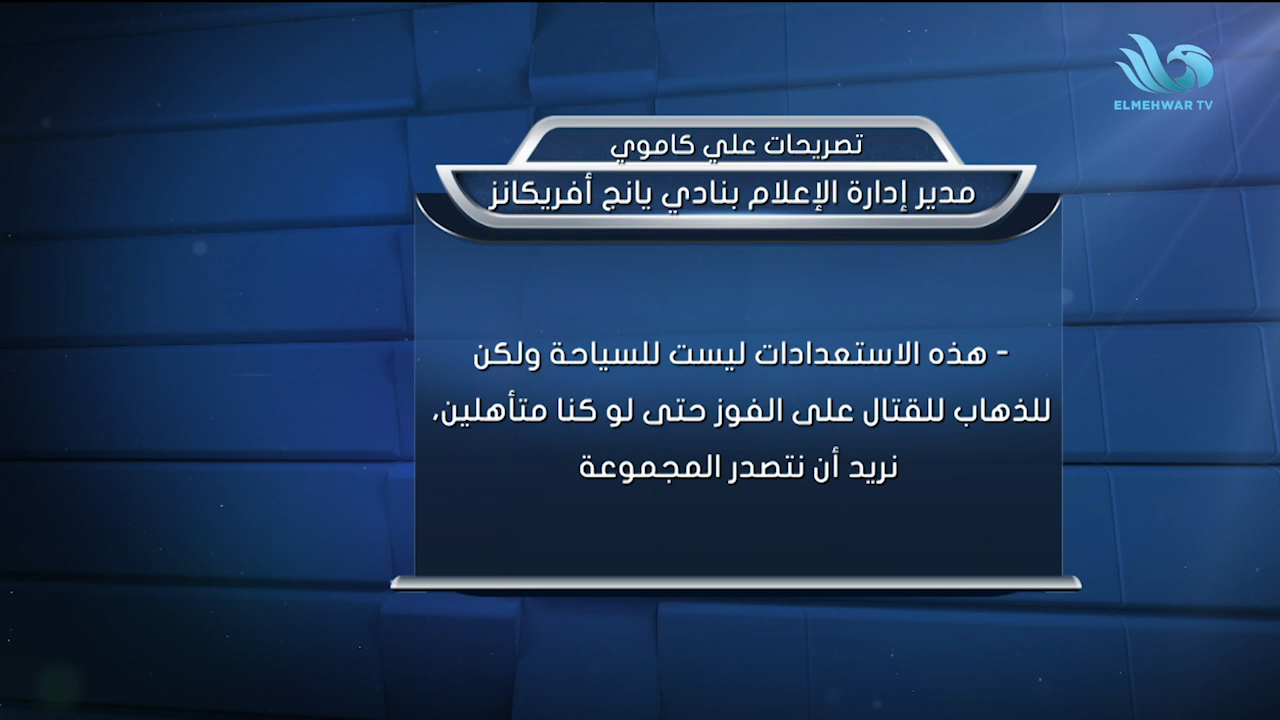 ELMEHWAR TV
تصريحات علي كاموي
مدير إدارة الإعلام بنادي يانج أفريكانز
- هذه الاستعدادات ليست للسياحة ولكن
للذهاب للقتال على الفوز حتى لو كنا متأهلين،
نريد أن نتصدر المجموعة